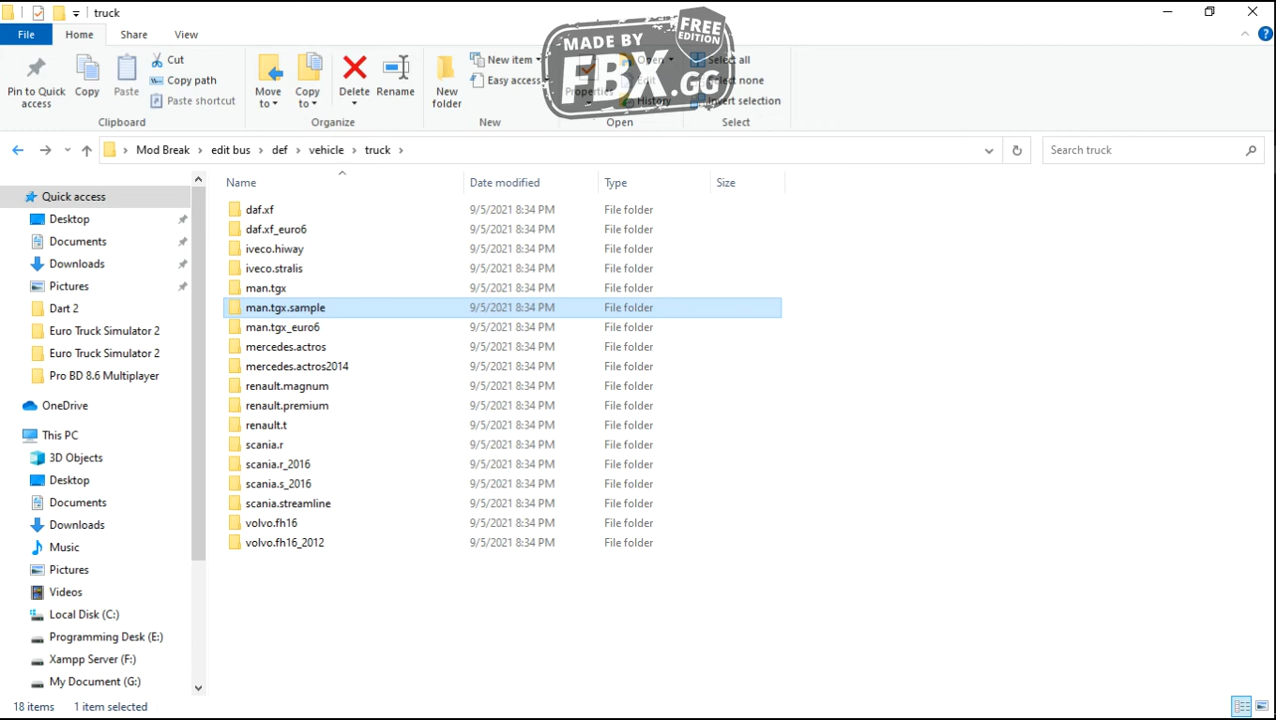 truck
File Home Share View
Pin to Quick access
Copy
Paste
Cut
Copy path
Paste shortcut
Clipboard
Move to
Copy to
Delete
Rename
Organize
New folder
New item
Easy access
New
Properties
Open
Edit
History
Open
Select all
Select none
Invert selection
Select
MADE BY
FREE
EDITION
FBX.GG
Mod Break edit bus def vehicle truck
Search truck
Name Date modified Type Size
Quick access
Desktop
Documents
Downloads
Pictures
Dart 2
Euro Truck Simulator 2
Euro Truck Simulator 2
Pro BD 8.6 Multiplayer
OneDrive
This PC
3D Objects
Desktop
Documents
Downloads
Music
Pictures
Videos
Local Disk (C:)
Programming Desk (E:)
Xampp Server (F:)
My Document (G:)
daf.xf 9/5/2021 8:34 PM File folder
daf.xf_euro6 9/5/2021 8:34 PM File folder
iveco.hiway 9/5/2021 8:34 PM File folder
iveco.stralis 9/5/2021 8:34 PM File folder
man.tgx 9/5/2021 8:34 PM File folder
man.tgx.sample 9/5/2021 8:34 PM File folder
man.tgx_euro6 9/5/2021 8:34 PM File folder
mercedes.actros 9/5/2021 8:34 PM File folder
mercedes.actros2014 9/5/2021 8:34 PM File folder
renault.magnum 9/5/2021 8:34 PM File folder
renault.premium 9/5/2021 8:34 PM File folder
renault.t 9/5/2021 8:34 PM File folder
scania.r 9/5/2021 8:34 PM File folder
scania.r_2016 9/5/2021 8:34 PM File folder
scania.s_2016 9/5/2021 8:34 PM File folder
scania.streamline 9/5/2021 8:34 PM File folder
volvo.fh16 9/5/2021 8:34 PM File folder
volvo.fh16_2012 9/5/2021 8:34 PM File folder
18 items 1 item selected